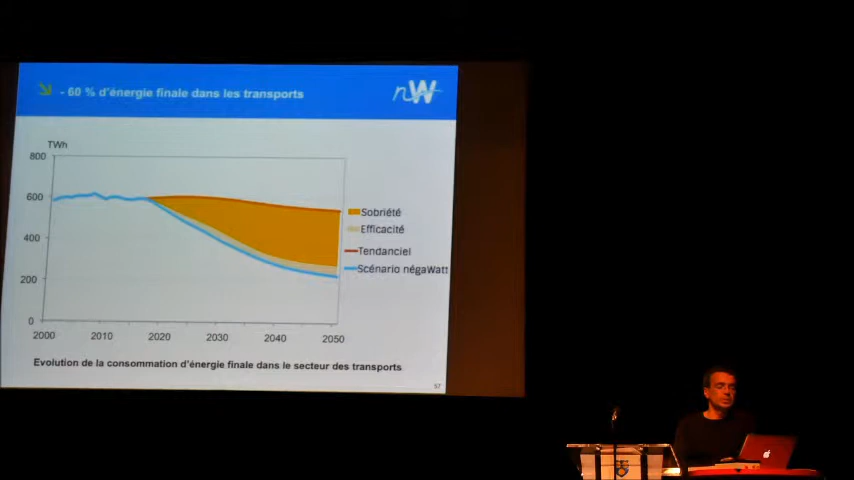 - 60 % d'énergie finale dans les transports
nW
TWh
800
600
400
200
0
2000 2010 2020 2030 2040 2050
Sobriété
Efficacité
Tendanciel
Scénario négaWatt
Evolution de la consommation d'énergie finale dans le secteur des transports
57